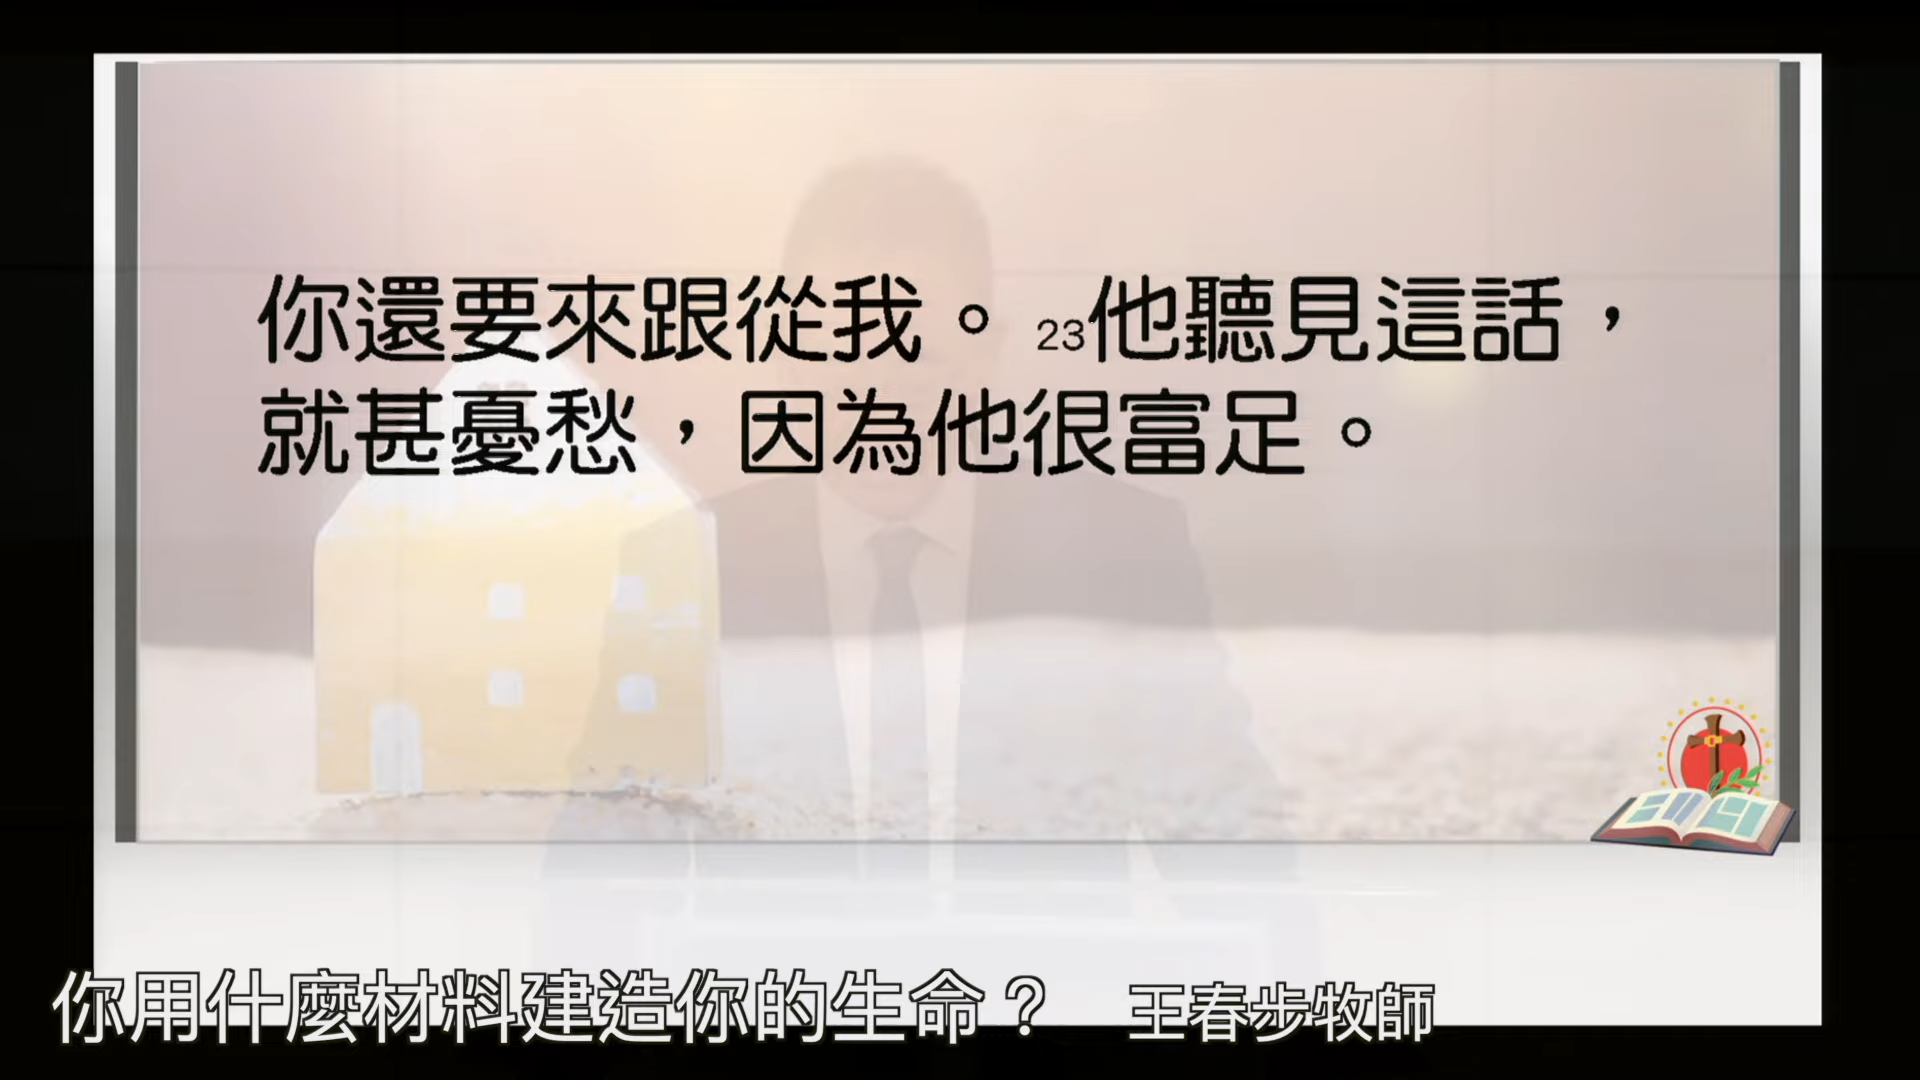 你還要來跟從我。 23他聽見這話，
就甚憂愁，因為他很富足。
你用什麼材料建造你的生命？ 王春步牧師